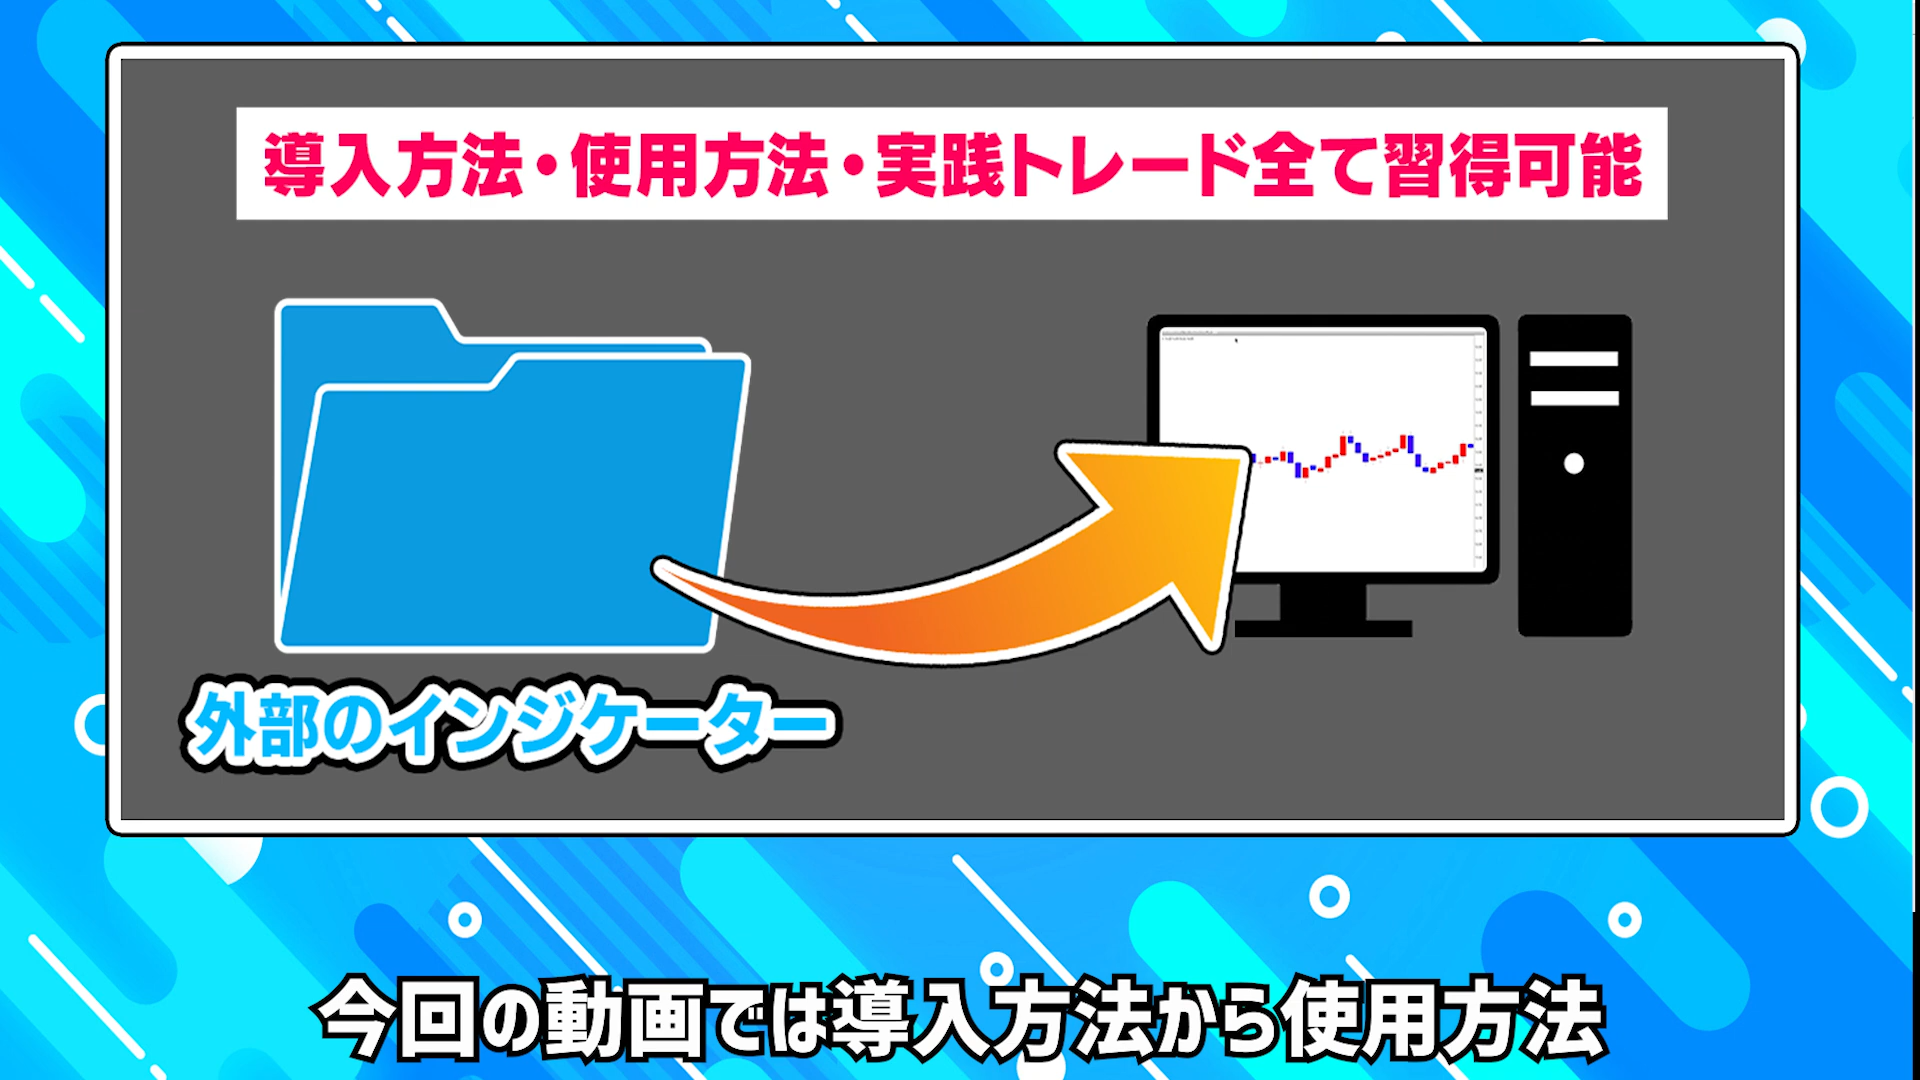 導入方法・使用方法・実践トレード全て習得可能
外部のインジケーター
今回の動画では導入方法から使用方法